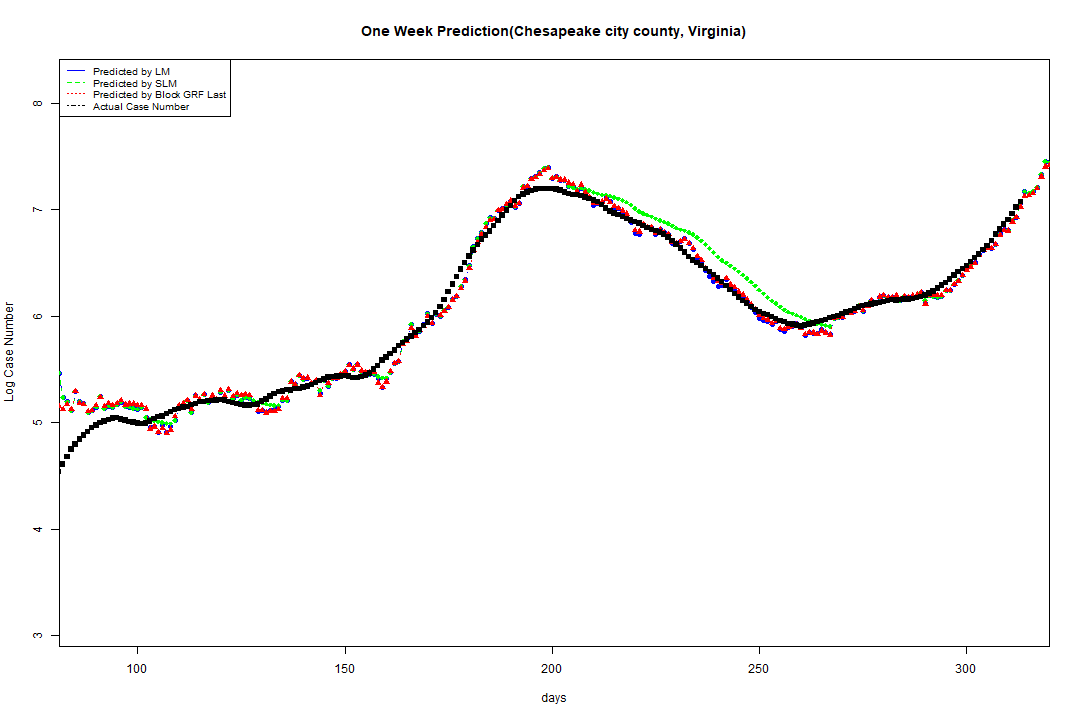 One Week Prediction(Chesapeake city county, Virginia)
Predicted by LM
Predicted by SLM
Predicted by Block GRF Last
Actual Case Number
8
7
6
5
4
3
Log Case Number
100 150 200 250 300
days